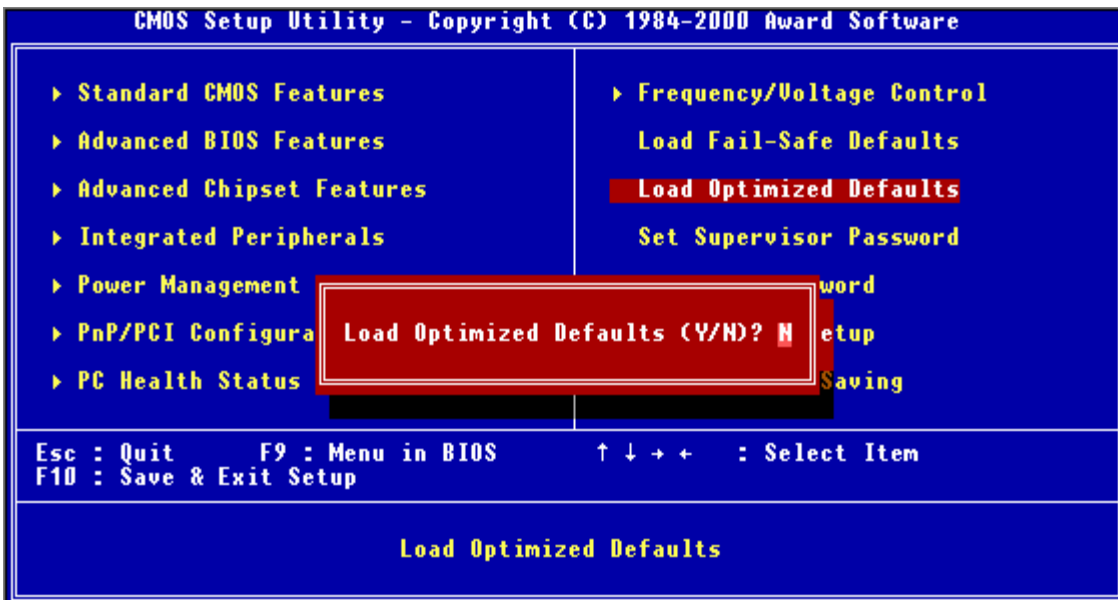 CMOS Setup Utility - Copyright (C) 1984-2000 Award Software
▸ Standard CMOS Features
▸ Advanced BIOS Features
▸ Advanced Chipset Features
▸ Integrated Peripherals
▸ Power Management
▸ PnP/PCI Configura
▸ PC Health Status
▸ Frequency/Voltage Control
Load Fail-Safe Defaults
Load Optimized Defaults
Set Supervisor Password
word
etup
Saving
Load Optimized Defaults (Y/N)? N
Esc : Quit F9 : Menu in BIOS ↑ ↓ → ← : Select Item
F10 : Save & Exit Setup
Load Optimized Defaults